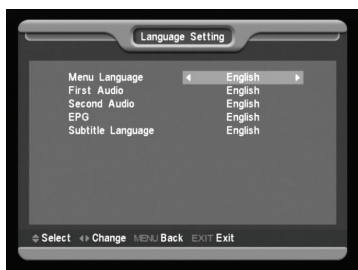 Language Setting
Menu Language English
First Audio English
Second Audio English
EPG English
Subtitle Language English
Select Change MENU Back EXIT Exit